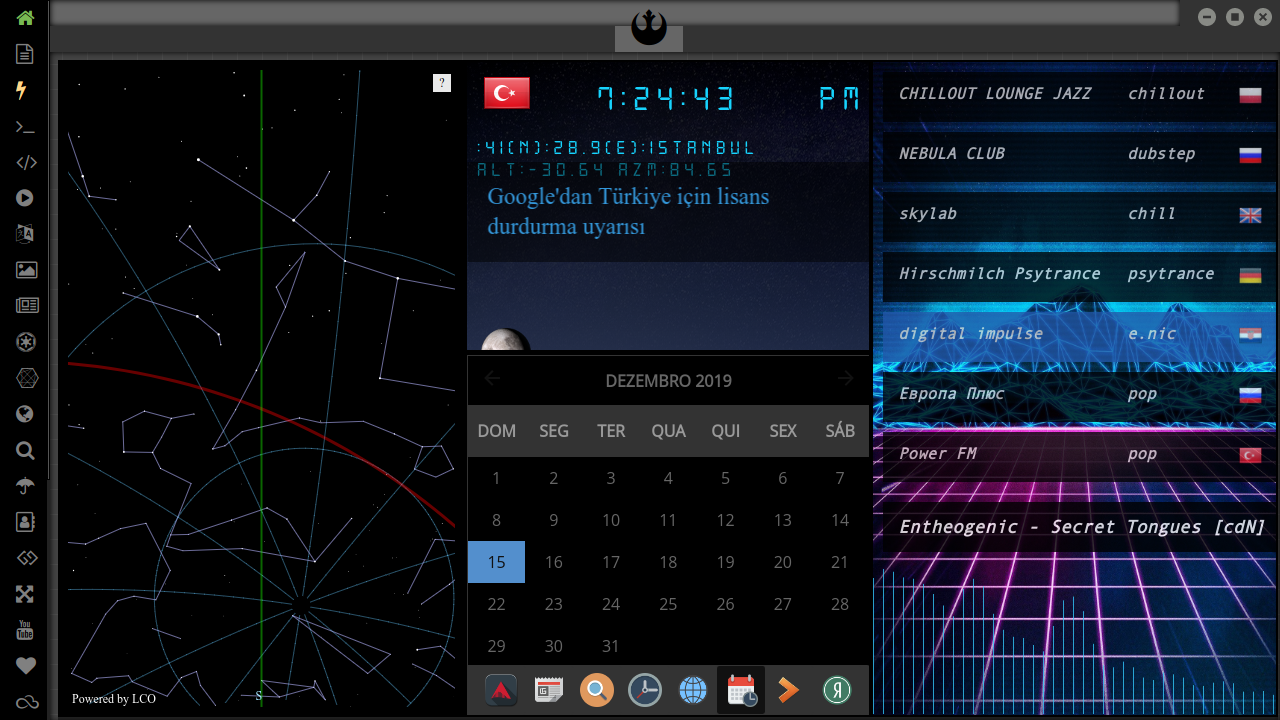 ?
Powered by LCO
S
7:24:43 PM
:41(N):28.9(E):ISTANBUL
ALT:-30.64 AZM:84.65
Google'dan Türkiye için lisans
durdurma uyarısı
DEZEMBRO 2019
DOM SEG TER QUA QUI SEX SÁB
1 2 3 4 5 6 7
8 9 10 11 12 13 14
15 16 17 18 19 20 21
22 23 24 25 26 27 28
29 30 31
CHILLOUT LOUNGE JAZZ chillout
NEBULA CLUB dubstep
skylab chill
Hirschmilch Psytrance psytrance
digital impulse e.nic
Европа Плюс pop
Power FM pop
Entheogenic - Secret Tongues [cdN]
You
Tube
Я